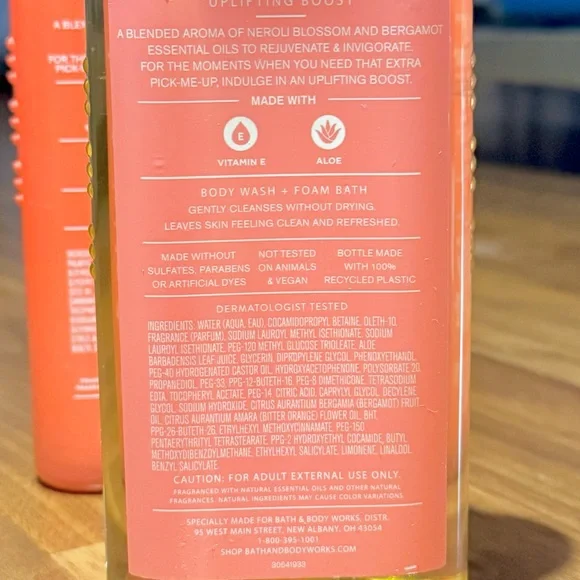 UPLIFTING BOOST
A BLENDED AROMA OF NEROLI BLOSSOM AND BERGAMOT
ESSENTIAL OILS TO REJUVENATE & INVIGORATE.
FOR THE MOMENTS WHEN YOU NEED THAT EXTRA
PICK-ME-UP, INDULGE IN AN UPLIFTING BOOST.
MADE WITH
E
VITAMIN E
ALOE
BODY WASH + FOAM BATH
GENTLY CLEANSES WITHOUT DRYING.
LEAVES SKIN FEELING CLEAN AND REFRESHED.
MADE WITHOUT
SULFATES, PARABENS
OR ARTIFICIAL DYES
NOT TESTED
ON ANIMALS
& VEGAN
BOTTLE MADE
WITH 100%
RECYCLED PLASTIC
DERMATOLOGIST TESTED
INGREDIENTS: WATER (AQUA, EAU), COCAMIDOPROPYL BETAINE, OLETH-10,
FRAGRANCE (PARFUM), SODIUM LAUROYL METHYL ISETHIONATE, SODIUM
LAUROYL ISETHIONATE, PEG-120 METHYL GLUCOSE TRIOLEATE, ALOE
BARBADENSIS LEAF JUICE, GLYCERIN, DIPROPYLENE GLYCOL, PHENOXYETHANOL,
PEG-40 HYDROGENATED CASTOR OIL, HYDROXYACETOPHENONE, POLYSORBATE 20,
PROPANEDIOL, PEG-33, PPG-12-BUTETH-16, PEG-8 DIMETHICONE, TETRASODIUM
EDTA, TOCOPHERYL ACETATE, PEG-14, CITRIC ACID, CAPRYLYL GLYCOL, DECYLENE
GLYCOL, SODIUM HYDROXIDE, CITRUS AURANTIUM BERGAMIA (BERGAMOT) FRUIT
OIL, CITRUS AURANTIUM AMARA (BITTER ORANGE) FLOWER OIL, BHT,
PPG-26-BUTETH-26, ETHYLHEXYL METHOXYCINNAMATE, PEG-150
PENTAERYTHRITYL TETRASTEARATE, PPG-2 HYDROXYETHYL COCAMIDE, BUTYL
METHOXYDIBENZOYLMETHANE, ETHYLHEXYL SALICYLATE, LIMONENE, LINALOOL,
BENZYL SALICYLATE.
CAUTION: FOR ADULT EXTERNAL USE ONLY.
FRAGRANCED WITH NATURAL ESSENTIAL OILS AND OTHER NATURAL
FRAGRANCES. NATURAL INGREDIENTS MAY CAUSE COLOR VARIATIONS.
SPECIALLY MADE FOR BATH & BODY WORKS, DISTR.
95 WEST MAIN STREET, NEW ALBANY, OH 43054
1-800-395-1001
SHOP BATHANDBODYWORKS.COM
30541993
A BLEN
FOR THE
PICK-